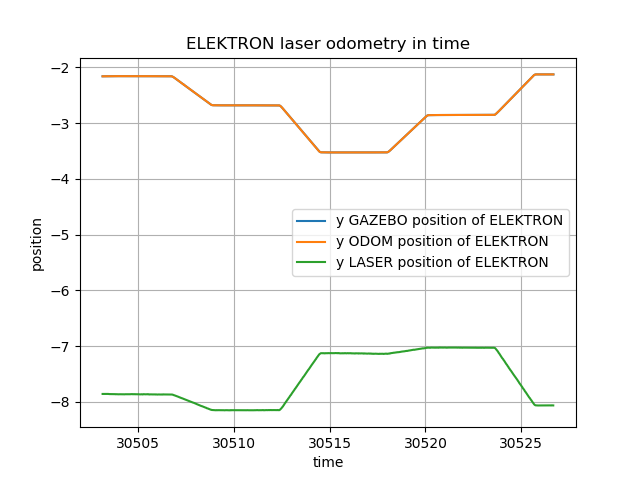 ELEKTRON laser odometry in time
−2
−3
−4
−5
−6
−7
−8
position
y GAZEBO position of ELEKTRON
y ODOM position of ELEKTRON
y LASER position of ELEKTRON
30505 30510 30515 30520 30525
time